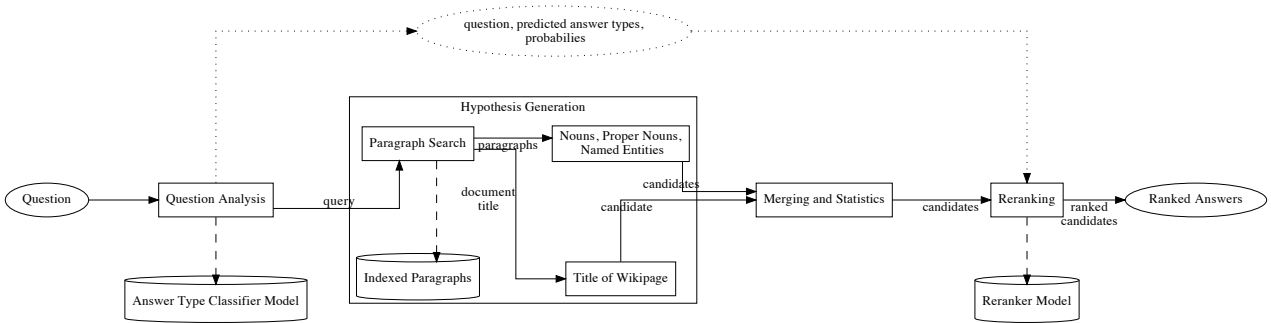 question, predicted answer types,
probabilies
Hypothesis Generation
Paragraph Search
paragraphs
Nouns, Proper Nouns,
Named Entities
Question
Question Analysis
query
document
title
candidates
candidate
Merging and Statistics
candidates
Reranking
ranked
candidates
Ranked Answers
Answer Type Classifier Model
Indexed Paragraphs
Title of Wikipage
Reranker Model